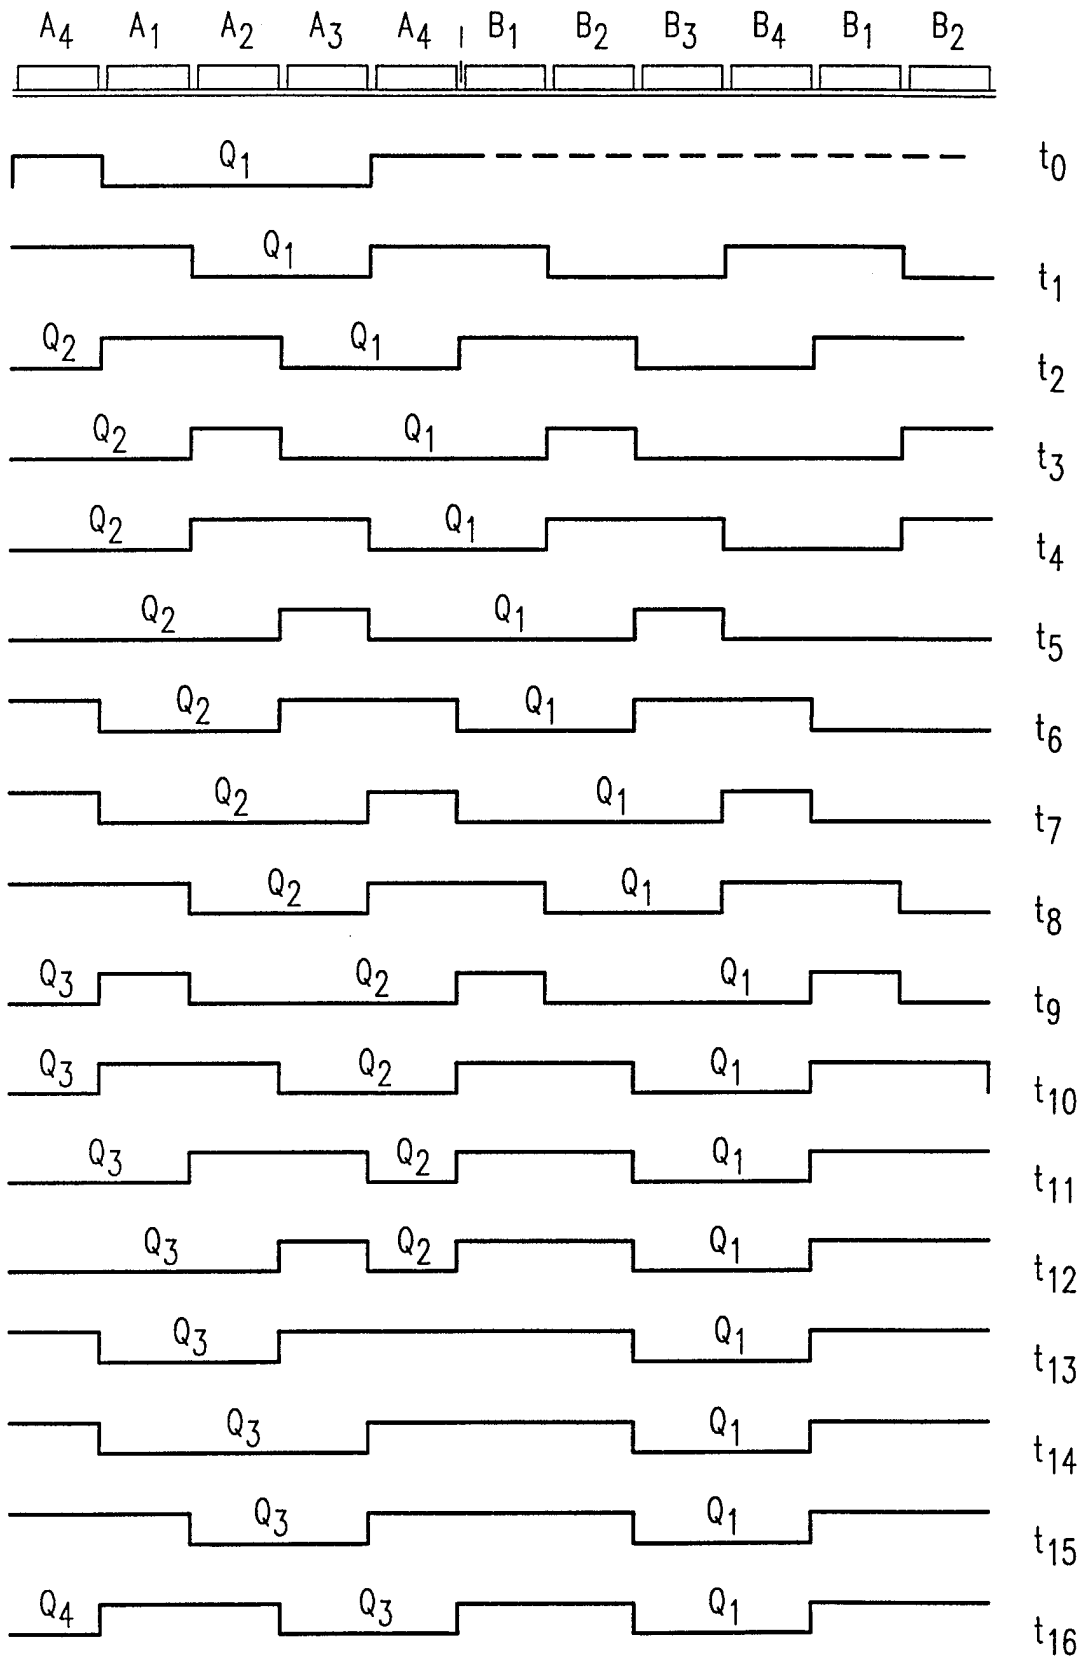 A4 A1 A2 A3 A4 B1 B2 B3 B4 B1 B2
Q1 t0
Q1 t1
Q2 Q1 t2
Q2 Q1 t3
Q2 Q1 t4
Q2 Q1 t5
Q2 Q1 t6
Q2 Q1 t7
Q2 Q1 t8
Q3 Q2 Q1 t9
Q3 Q2 Q1 t10
Q3 Q2 Q1 t11
Q3 Q2 Q1 t12
Q3 Q1 t13
Q3 Q1 t14
Q3 Q1 t15
Q4 Q3 Q1 t16